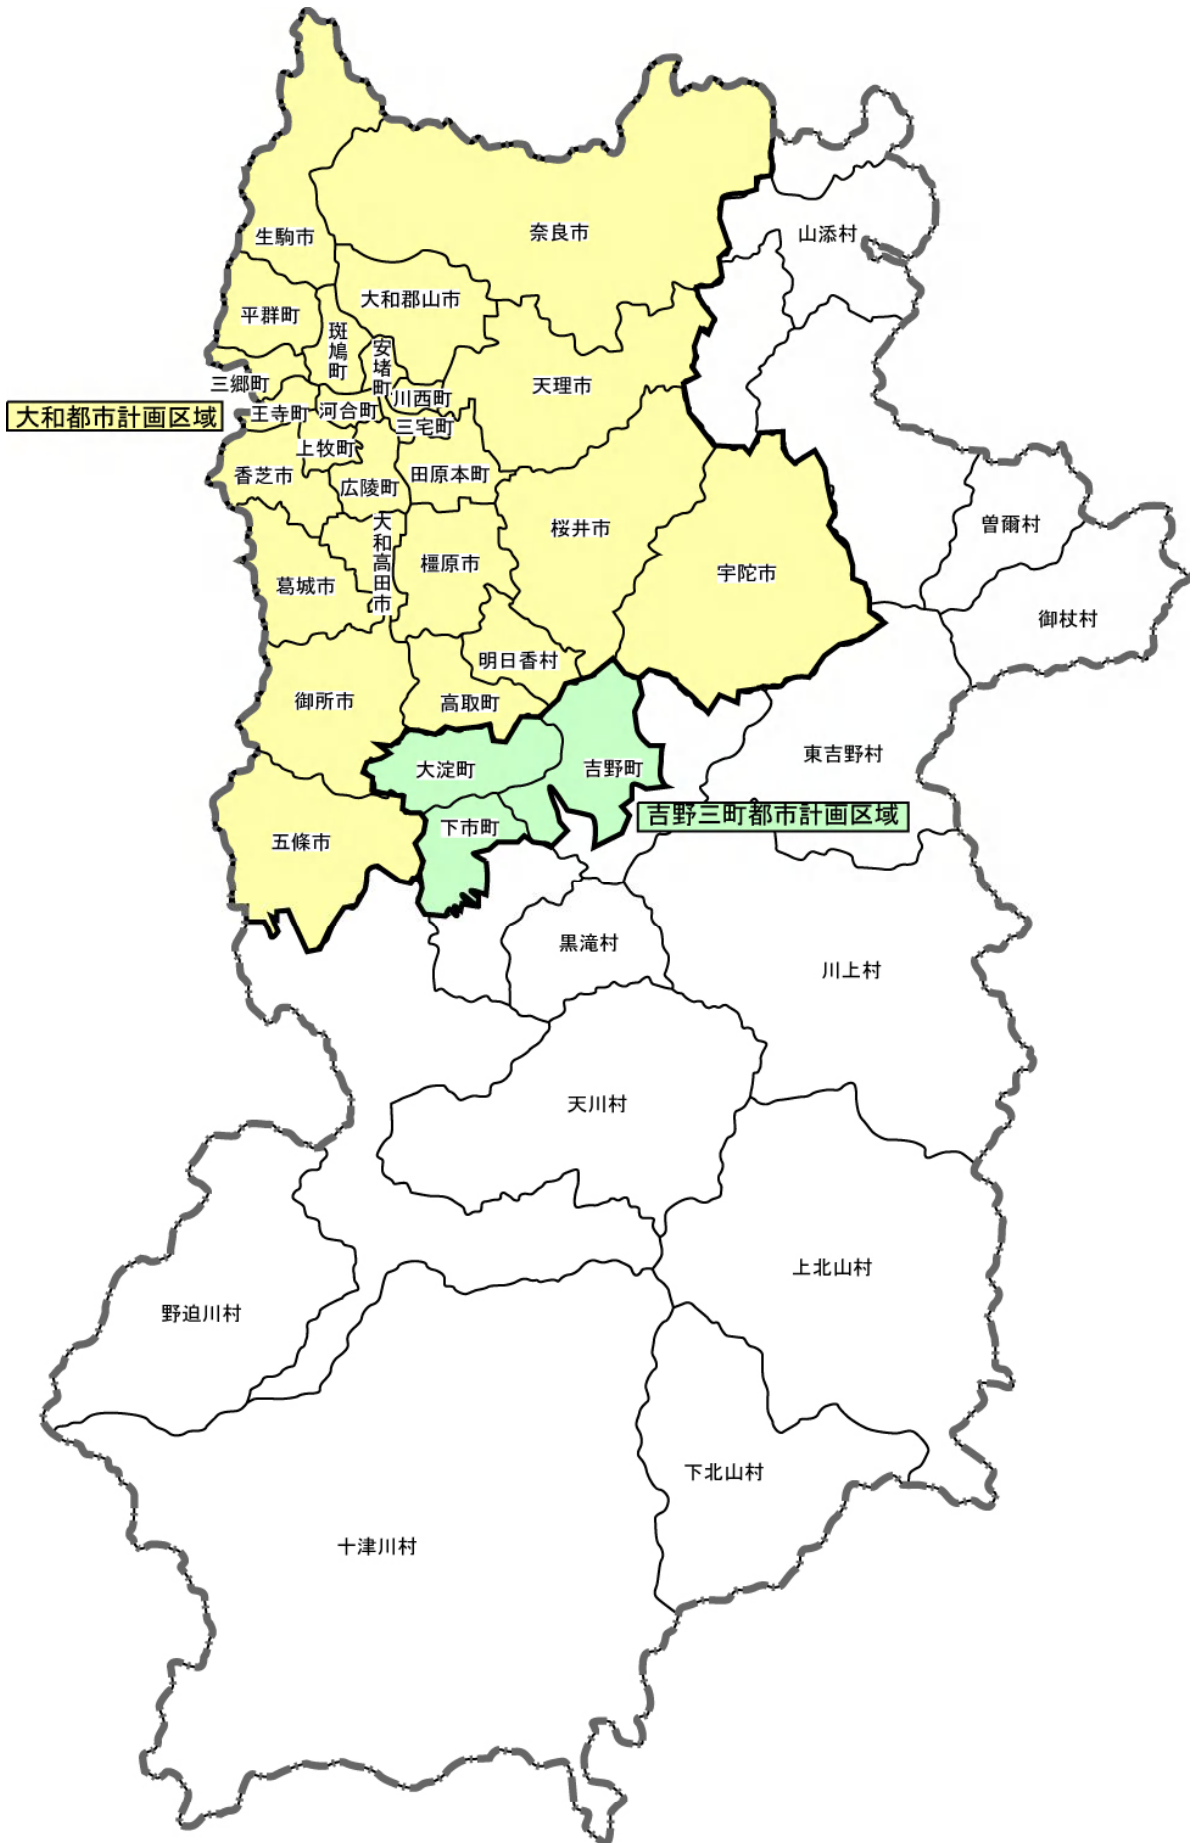 奈良市
山添村
生駒市
大和郡山市
平群町
斑鳩町
安堵町
三郷町
天理市
川西町
大和都市計画区域
王寺町
河合町
三宅町
上牧町
香芝市
田原本町
広陵町
曽爾村
桜井市
大和高田市
橿原市
宇陀市
葛城市
御杖村
明日香村
御所市
高取町
東吉野村
大淀町
吉野町
吉野三町都市計画区域
下市町
五條市
黒滝村
川上村
天川村
上北山村
野迫川村
下北山村
十津川村